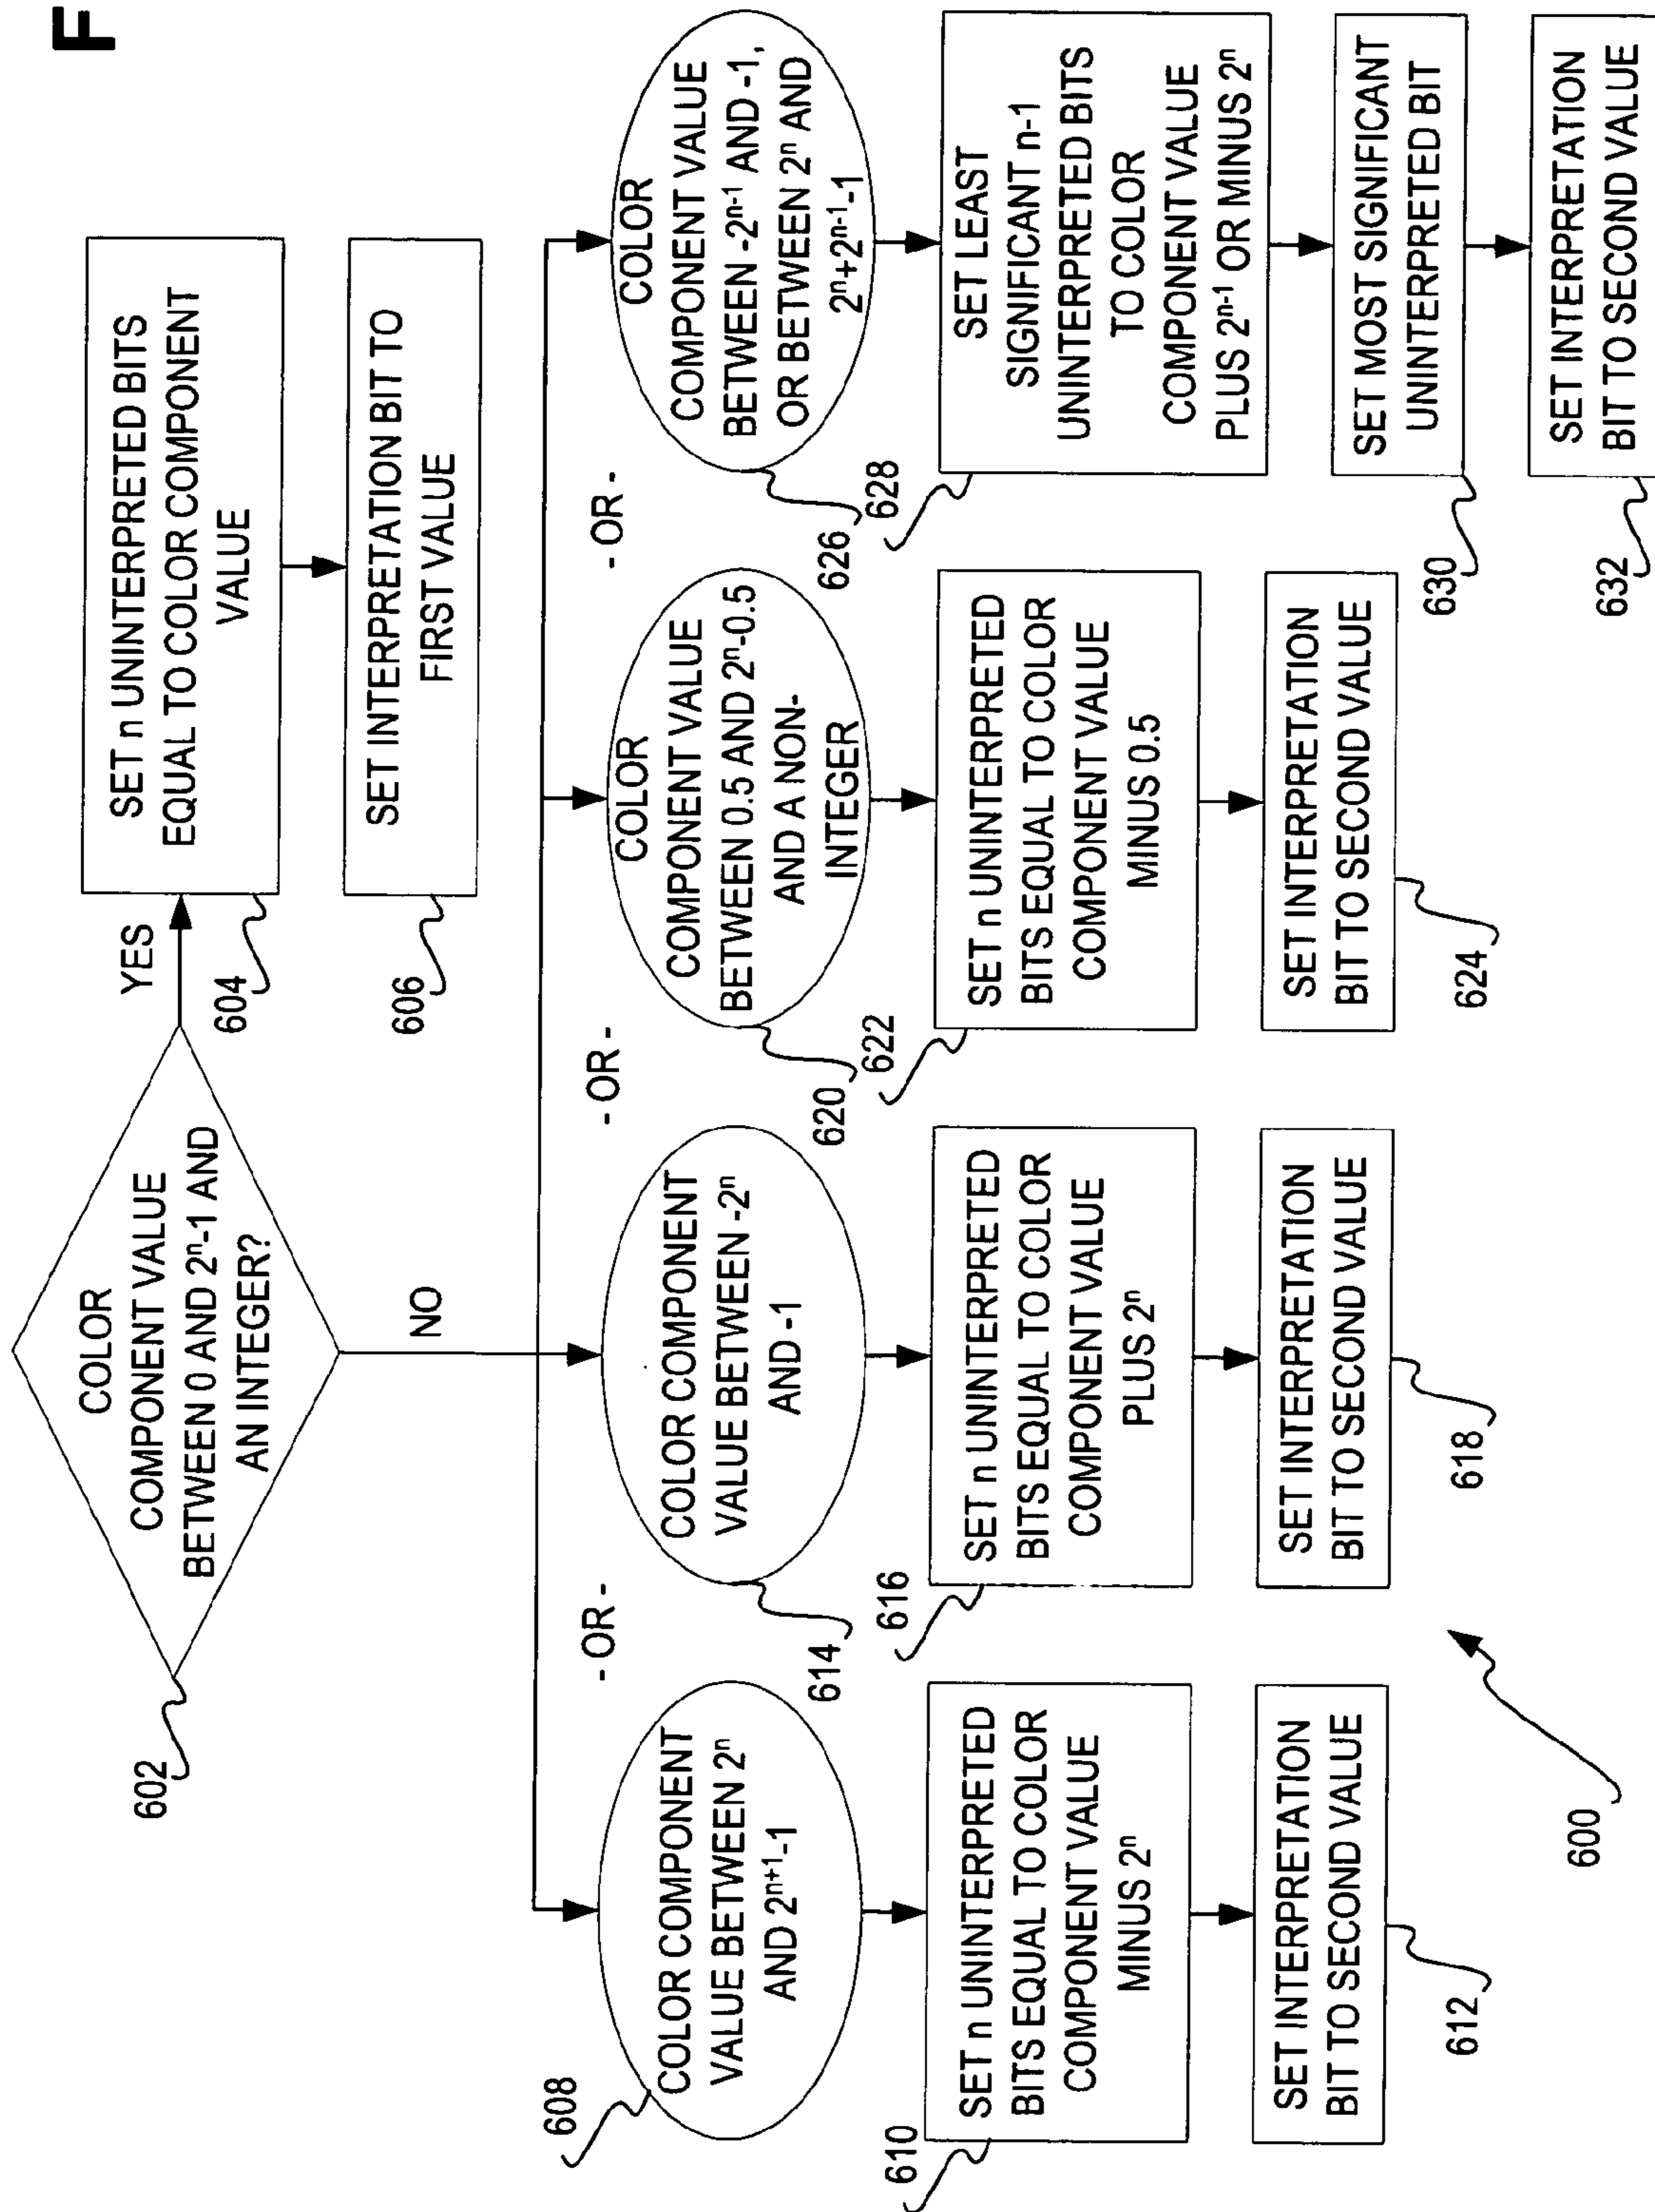 F
COLOR
COMPONENT VALUE
BETWEEN 0 AND 2ⁿ-1 AND
AN INTEGER?
602
YES
NO
SET n UNINTERPRETED BITS
EQUAL TO COLOR COMPONENT
VALUE
604
SET INTERPRETATION BIT TO
FIRST VALUE
606
608
COLOR COMPONENT
VALUE BETWEEN 2ⁿ
AND 2ⁿ⁺¹-1
610
SET n UNINTERPRETED
BITS EQUAL TO COLOR
COMPONENT VALUE
MINUS 2ⁿ
SET INTERPRETATION
BIT TO SECOND VALUE
612
- OR -
COLOR COMPONENT
VALUE BETWEEN -2ⁿ
AND -1
614
616
SET n UNINTERPRETED
BITS EQUAL TO COLOR
COMPONENT VALUE
PLUS 2ⁿ
SET INTERPRETATION
BIT TO SECOND VALUE
618
- OR -
COLOR
COMPONENT VALUE
BETWEEN 0.5 AND 2ⁿ-0.5
AND A NON-
INTEGER
620
622
SET n UNINTERPRETED
BITS EQUAL TO COLOR
COMPONENT VALUE
MINUS 0.5
SET INTERPRETATION
BIT TO SECOND VALUE
624
- OR -
COLOR
COMPONENT VALUE
BETWEEN -2ⁿ⁻¹ AND -1,
OR BETWEEN 2ⁿ AND
2ⁿ+2ⁿ⁻¹-1
626
628
SET LEAST
SIGNIFICANT n-1
UNINTERPRETED BITS
TO COLOR
COMPONENT VALUE
PLUS 2ⁿ⁻¹ OR MINUS 2ⁿ
SET MOST SIGNIFICANT
UNINTERPRETED BIT
630
SET INTERPRETATION
BIT TO SECOND VALUE
632
600